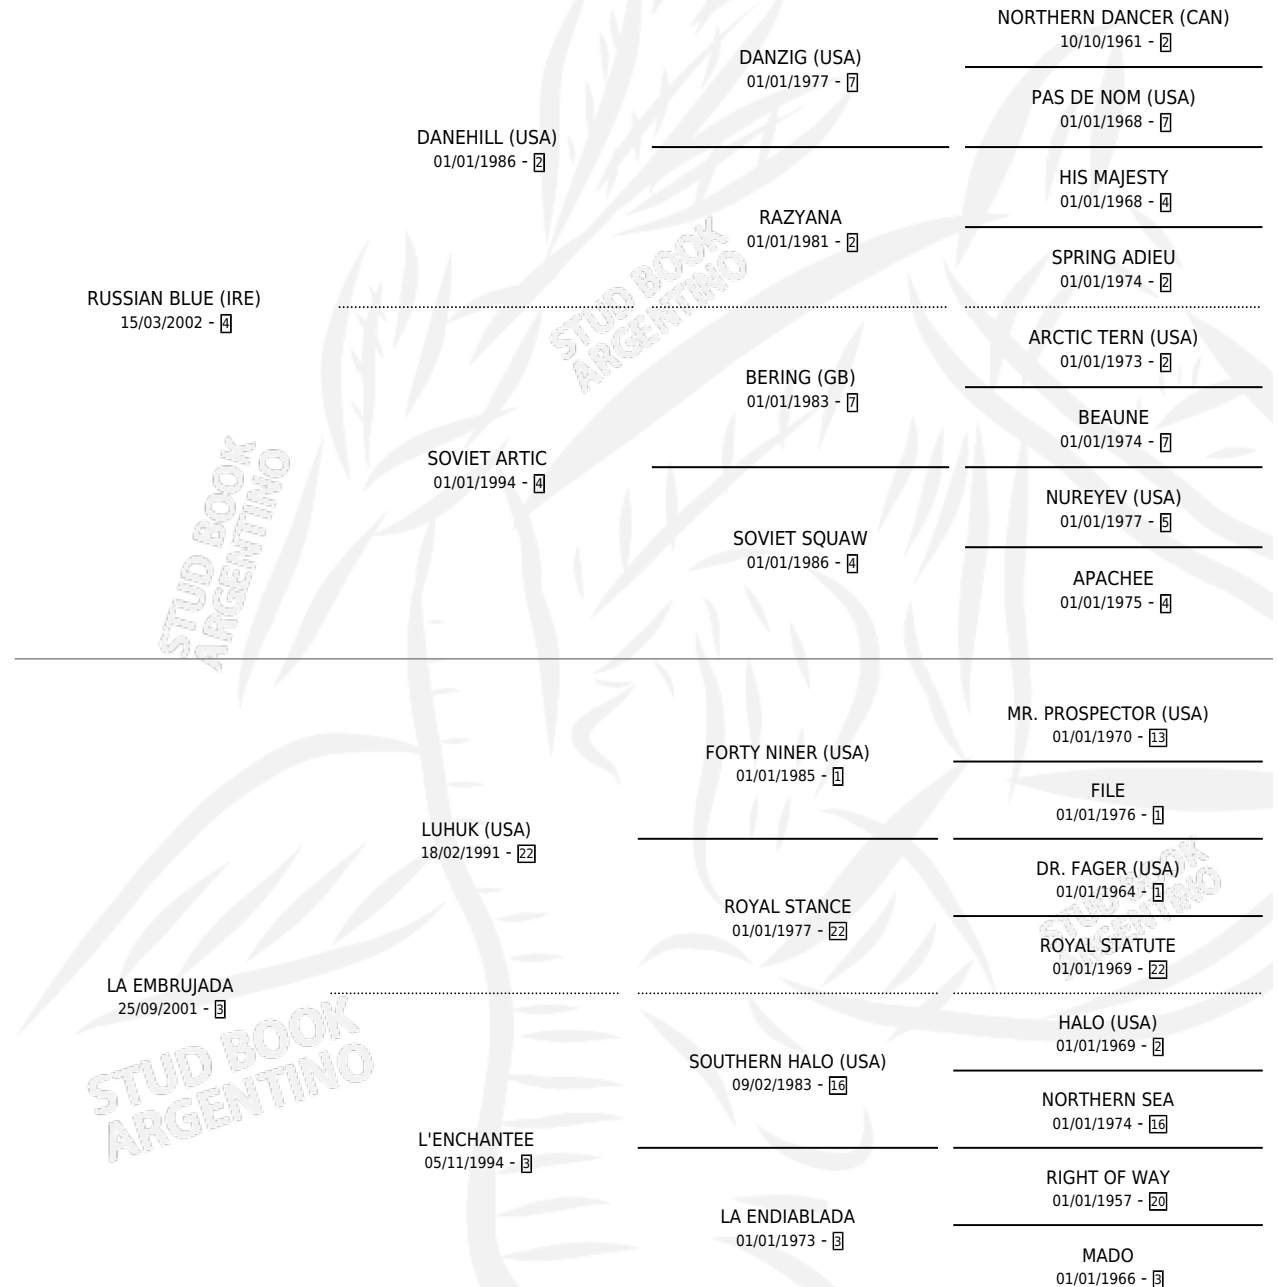 NORTHERN DANCER (CAN)
10/10/1961 - 2
DANZIG (USA)
01/01/1977 - 7
PAS DE NOM (USA)
01/01/1968 - 7
DANEHILL (USA)
01/01/1986 - 2
HIS MAJESTY
01/01/1968 - 4
RAZYANA
01/01/1981 - 2
SPRING ADIEU
01/01/1974 - 2
RUSSIAN BLUE (IRE)
15/03/2002 - 4
STUD BOOK
ARGENTINO
ARCTIC TERN (USA)
01/01/1973 - 2
BERING (GB)
01/01/1983 - 7
BEAUNE
01/01/1974 - 7
SOVIET ARTIC
01/01/1994 - 4
NUREYEV (USA)
01/01/1977 - 5
SOVIET SQUAW
01/01/1986 - 4
APACHEE
01/01/1975 - 4
STUD BOOK
ARGENTINO
MR. PROSPECTOR (USA)
01/01/1970 - 13
FORTY NINER (USA)
01/01/1985 - 1
FILE
01/01/1976 - 1
LUHUK (USA)
18/02/1991 - 22
DR. FAGER (USA)
01/01/1964 - 1
STUD BOOK
ARGENTINO
ROYAL STANCE
01/01/1977 - 22
ROYAL STATUTE
01/01/1969 - 22
LA EMBRUJADA
25/09/2001 - 3
HALO (USA)
01/01/1969 - 2
SOUTHERN HALO (USA)
09/02/1983 - 16
NORTHERN SEA
01/01/1974 - 16
STUD BOOK
ARGENTINO
L'ENCHANTEE
05/11/1994 - 3
RIGHT OF WAY
01/01/1957 - 20
LA ENDIABLADA
01/01/1973 - 3
MADO
01/01/1966 - 3